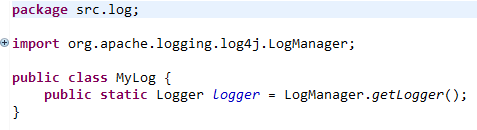 package src.log;
import org.apache.logging.log4j.LogManager;
public class MyLog {
    public static Logger logger = LogManager.getLogger();
}